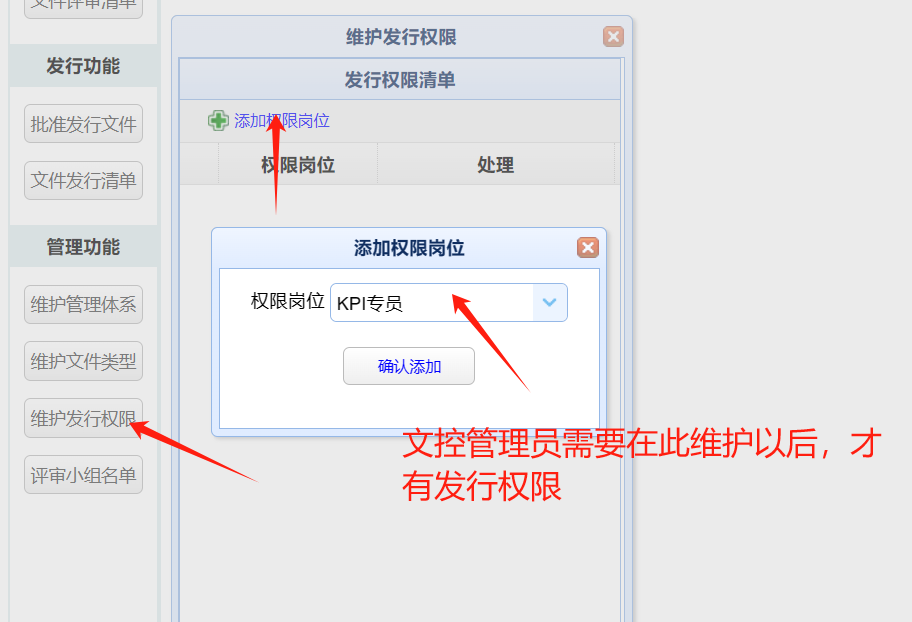 文件评审清单
发行功能
批准发行文件
文件发行清单
管理功能
维护管理体系
维护文件类型
维护发行权限
评审小组名单
维护发行权限
发行权限清单
添加权限岗位
权限岗位
处理
添加权限岗位
权限岗位
KPI专员
确认添加
文控管理员需要在此维护以后，才
有发行权限